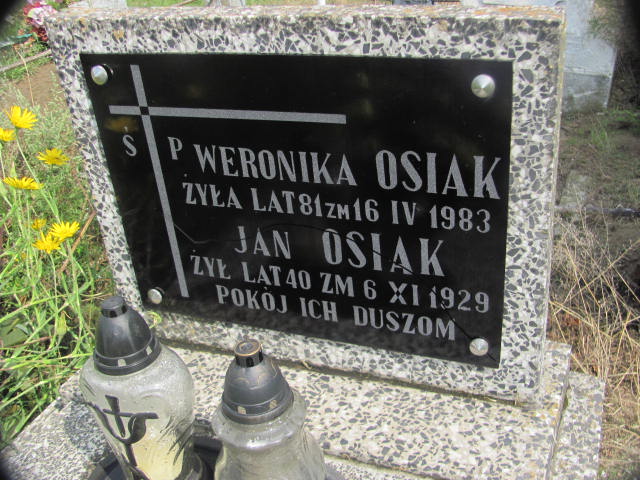 Ś P WERONIKA OSIAK
ŻYŁA LAT 81 ZM 16 IV 1983
JAN OSIAK
ŻYŁ LAT 40 ZM 6 XI 1929
POKÓJ ICH DUSZOM